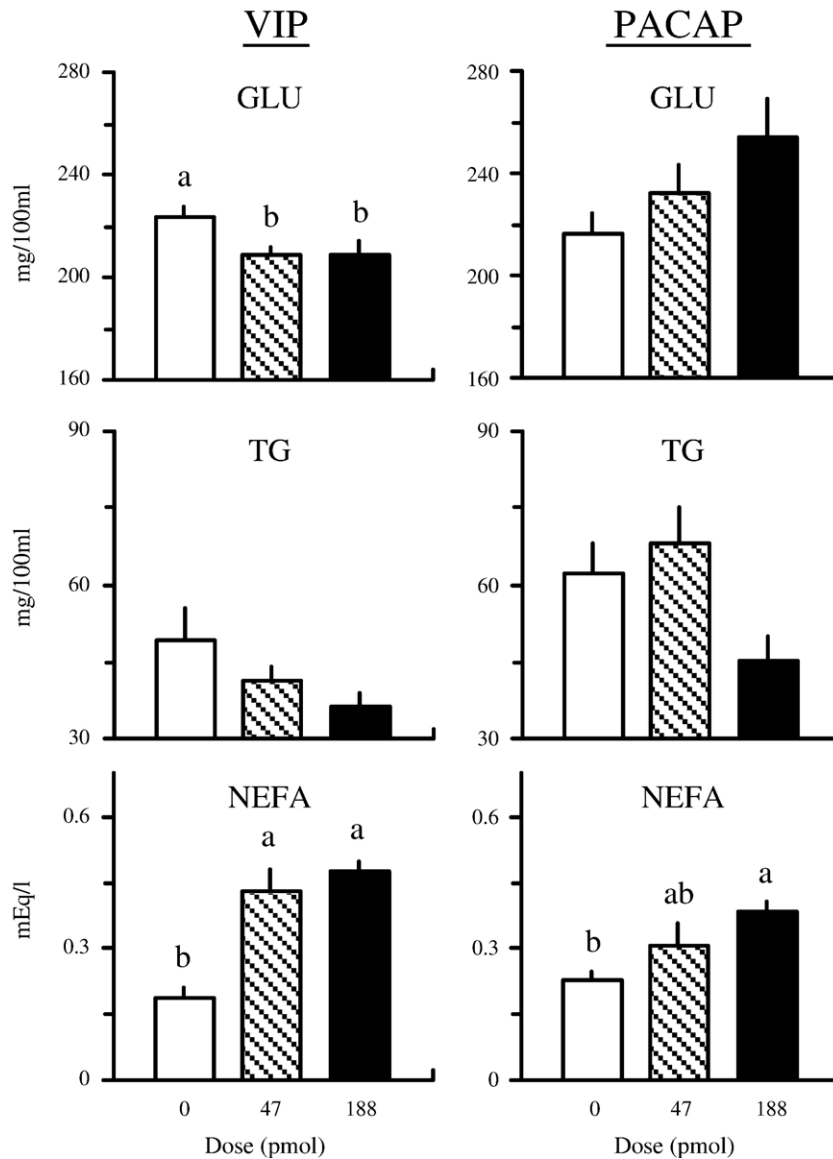 VIP
PACAP
GLU
280
240
200
160
mg/100ml
a
b
b
GLU
280
240
200
160
TG
90
60
30
mg/100ml
TG
90
60
30
NEFA
0.6
0.3
0
mEq/l
b
a
a
0 47 188
Dose (pmol)
NEFA
0.6
0.3
0
b
ab
a
0 47 188
Dose (pmol)